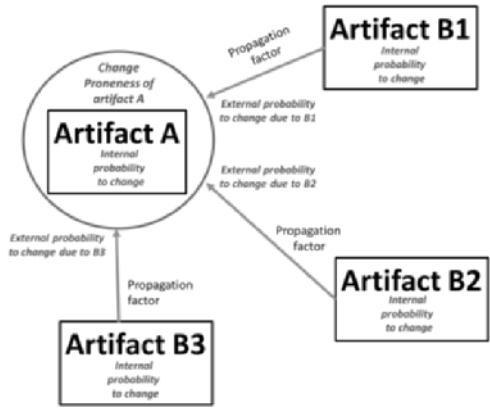 Artifact B1
Internal
probability
to change
Propagation
factor
Change
Proneness of
artifact A
Artifact A
Internal
probability
to change
External probability
to change due to B1
External probability
to change due to B2
Propagation
factor
External probability
to change due to B3
Propagation
factor
Artifact B2
Internal
probability
to change
Artifact B3
Internal
probability
to change